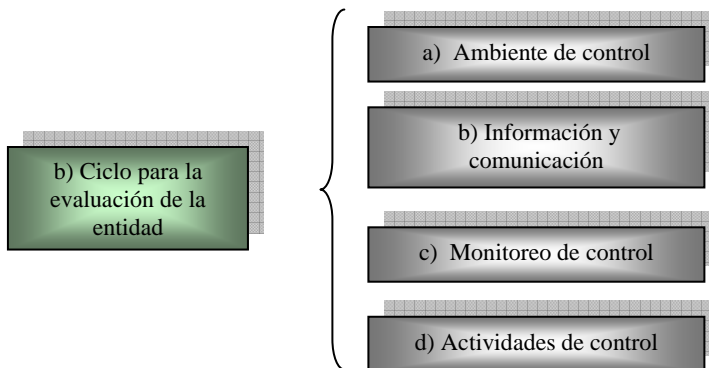 b) Ciclo para la
evaluación de la
entidad
a) Ambiente de control
b) Información y
comunicación
c) Monitoreo de control
d) Actividades de control